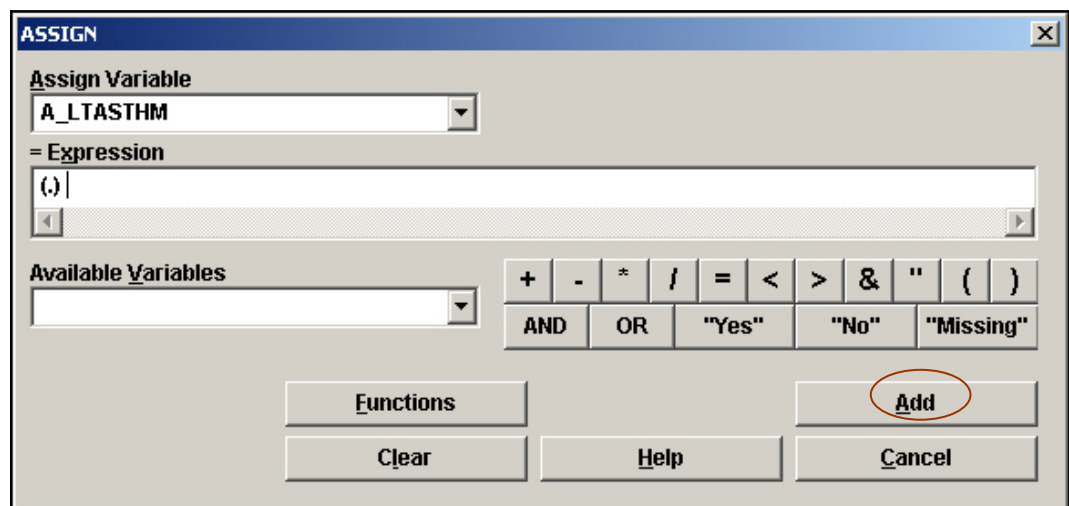 ASSIGN
Assign Variable
A_LTASTHM
= Expression
(.)
Available Variables
+ - * / = < > & " ( )
AND OR "Yes" "No" "Missing"
Functions Add
Clear Help Cancel